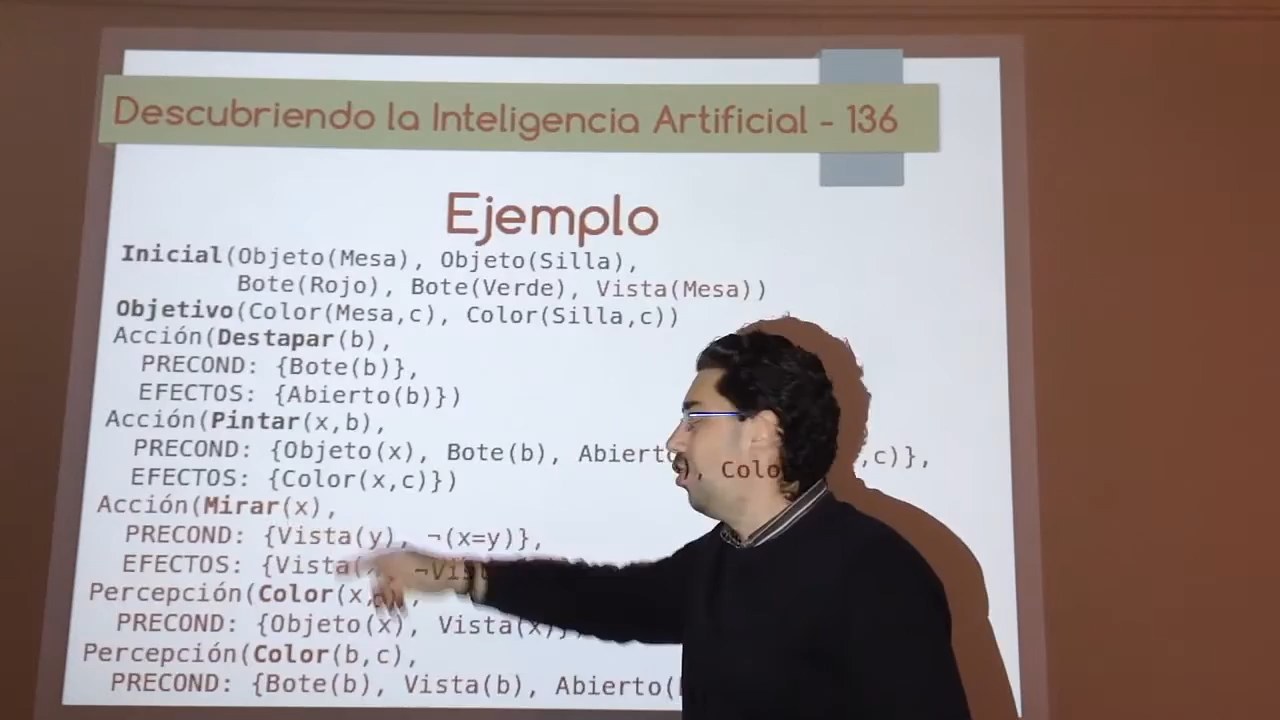 Descubriendo la Inteligencia Artificial - 136
Ejemplo
Inicial(Objeto(Mesa), Objeto(Silla),
Bote(Rojo), Bote(Verde), Vista(Mesa))
Objetivo(Color(Mesa,c), Color(Silla,c))
Acción(Destapar(b),
PRECOND: {Bote(b)},
EFECTOS: {Abierto(b)})
Acción(Pintar(x,b),
PRECOND: {Objeto(x), Bote(b), ,c)},
EFECTOS: {Color(x,c)})
Acción(Mirar(x),
PRECOND: {Vista(y), ¬(x=y)},
EFECTOS: {Vista(
Percepción(Color(x,
PRECOND: {Objeto(x), Vista(x)
Percepción(Color(b,c),
PRECOND: {Bote(b), Vista(b), Abierto(